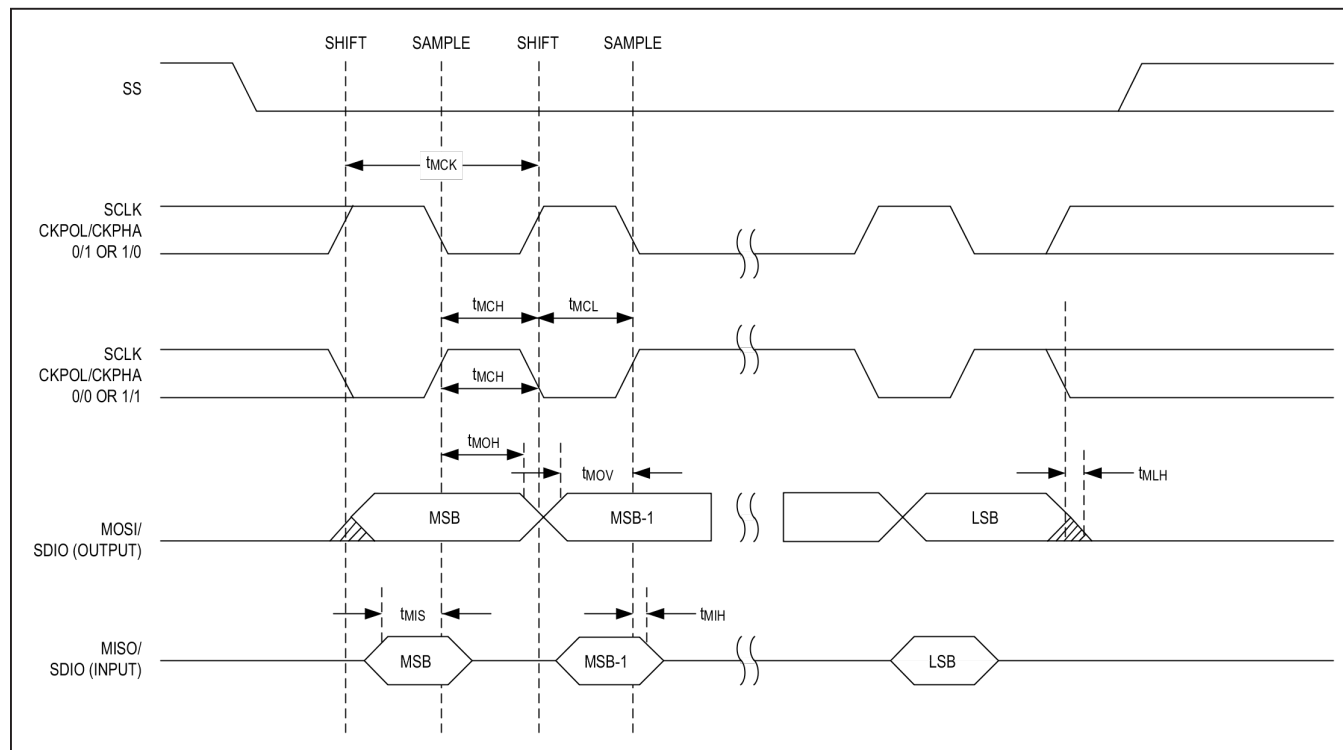 SHIFT SAMPLE SHIFT SAMPLE
SS
tMCK
SCLK
CKPOL/CKPHA
0/1 OR 1/0
tMCH tMCL
SCLK
CKPOL/CKPHA
0/0 OR 1/1
tMCH
tMOH
tMOV
tMLH
MOSI/
SDIO (OUTPUT)
MSB MSB-1 LSB
tMIS
tMIH
MISO/
SDIO (INPUT)
MSB MSB-1 LSB